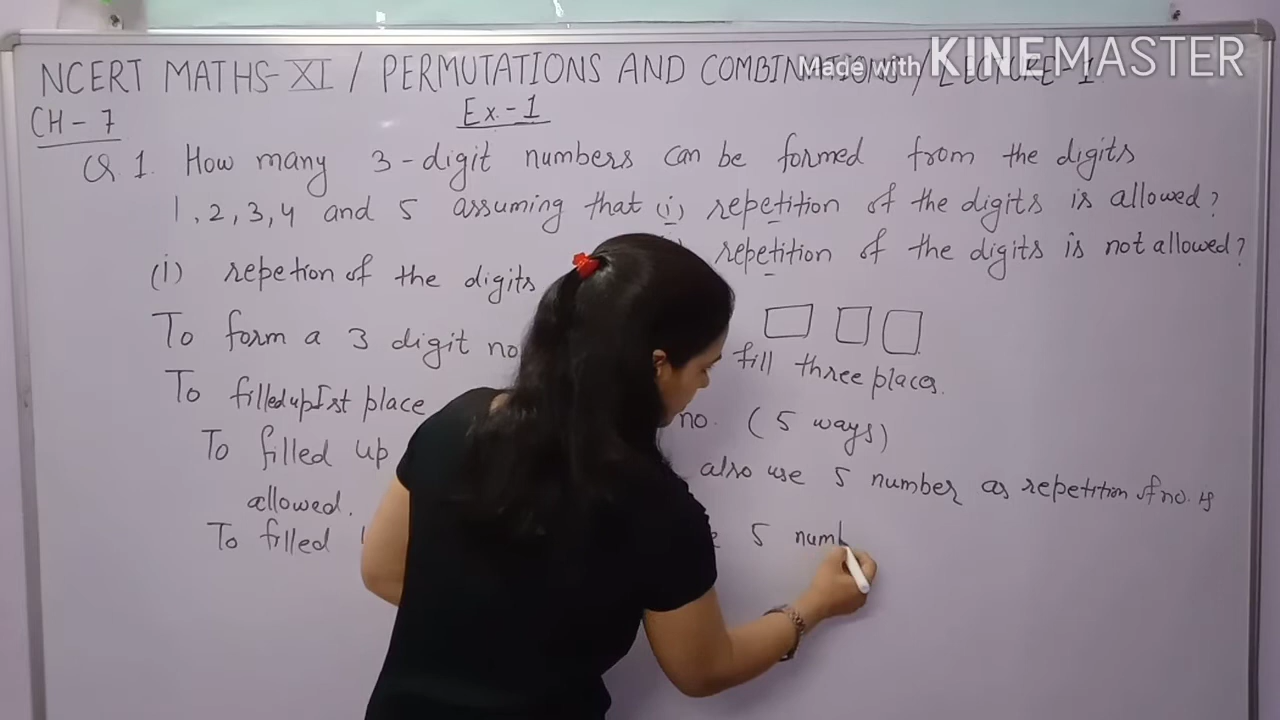 NCERT MATHS-XI / PERMUTATIONS AND COMBINATIONS / LECTURE-1
Made with KINEMASTER
CH-7
Ex.-1
Q.1. How many 3-digit numbers can be formed from the digits
1, 2, 3, 4 and 5 assuming that (i) repetition of the digits is allowed?
repetition of the digits is not allowed?
(i) repetion of the digits
To form a 3 digit no
fill three places.
To filledup Ist place no. (5 ways)
To filled up also use 5 number as repetition of no. is
allowed.
To filled 5 numb